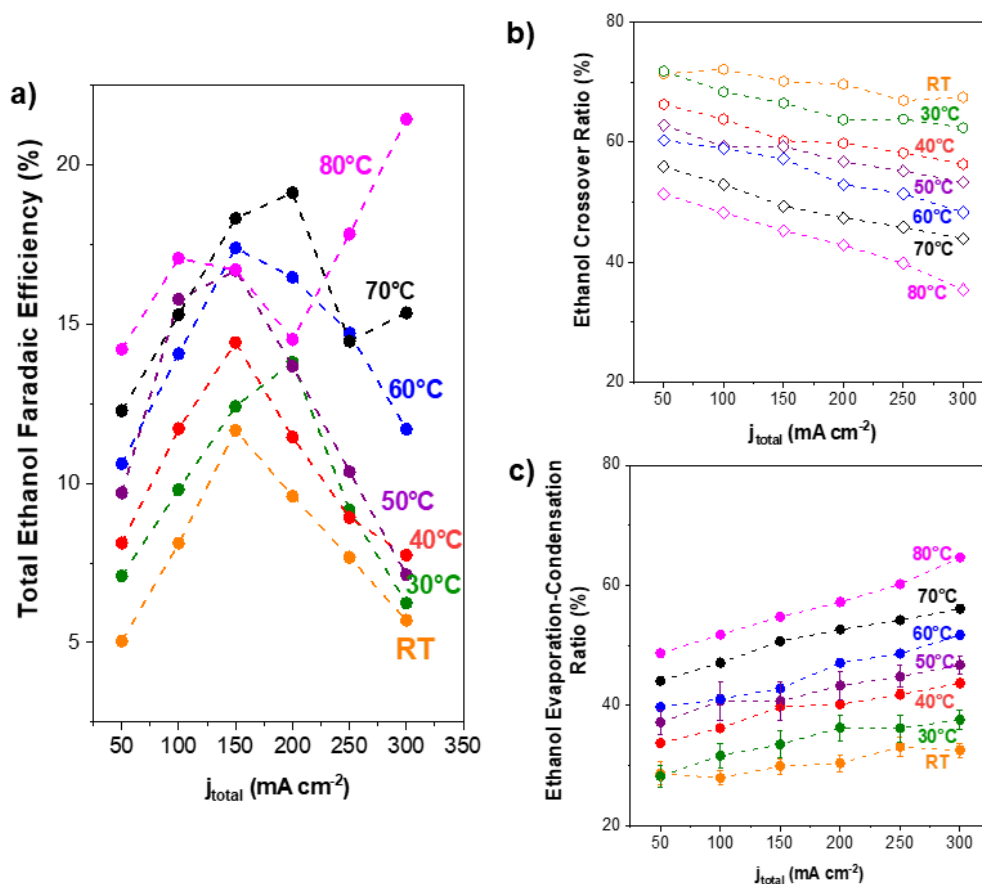 a)
Total Ethanol Faradaic Efficiency (%)
20
15
10
5
80°C
70°C
60°C
50°C
40°C
30°C
RT
50 100 150 200 250 300 350
j_total (mA cm⁻²)
b)
Ethanol Crossover Ratio (%)
80
60
40
20
RT
30°C
40°C
50°C
60°C
70°C
80°C
50 100 150 200 250 300
j_total (mA cm⁻²)
c)
Ethanol Evaporation-Condensation
Ratio (%)
80
60
40
20
80°C
70°C
60°C
50°C
40°C
30°C
RT
50 100 150 200 250 300
j_total (mA cm⁻²)